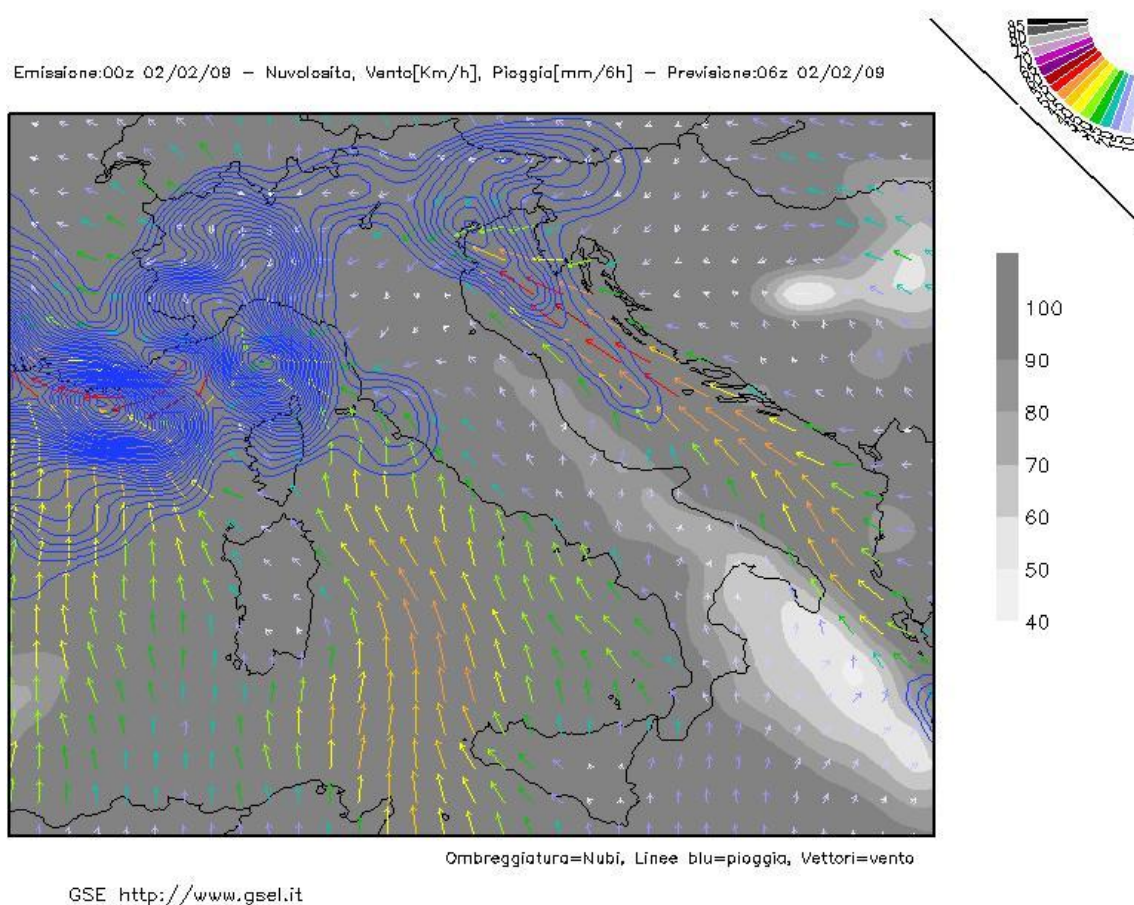 Emissione:00z 02/02/09 – Nuvolosita, Vento[Km/h], Pioggia[mm/6h] – Previsione:06z 02/02/09
100
90
80
70
60
50
40
Ombreggiatura=Nubi, Linee blu=pioggia, Vettori=vento
GSE http://www.gsel.it